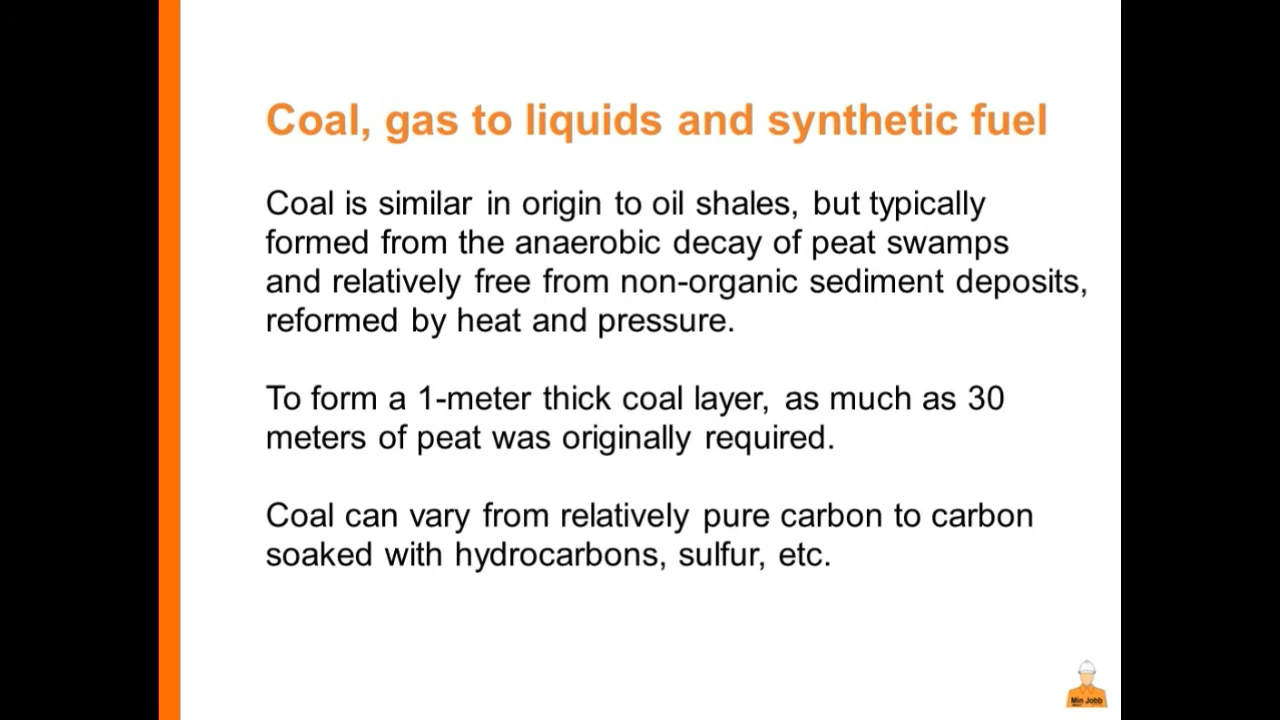 Coal, gas to liquids and synthetic fuel
Coal is similar in origin to oil shales, but typically
formed from the anaerobic decay of peat swamps
and relatively free from non-organic sediment deposits,
reformed by heat and pressure.
To form a 1-meter thick coal layer, as much as 30
meters of peat was originally required.
Coal can vary from relatively pure carbon to carbon
soaked with hydrocarbons, sulfur, etc.
Min Jobb